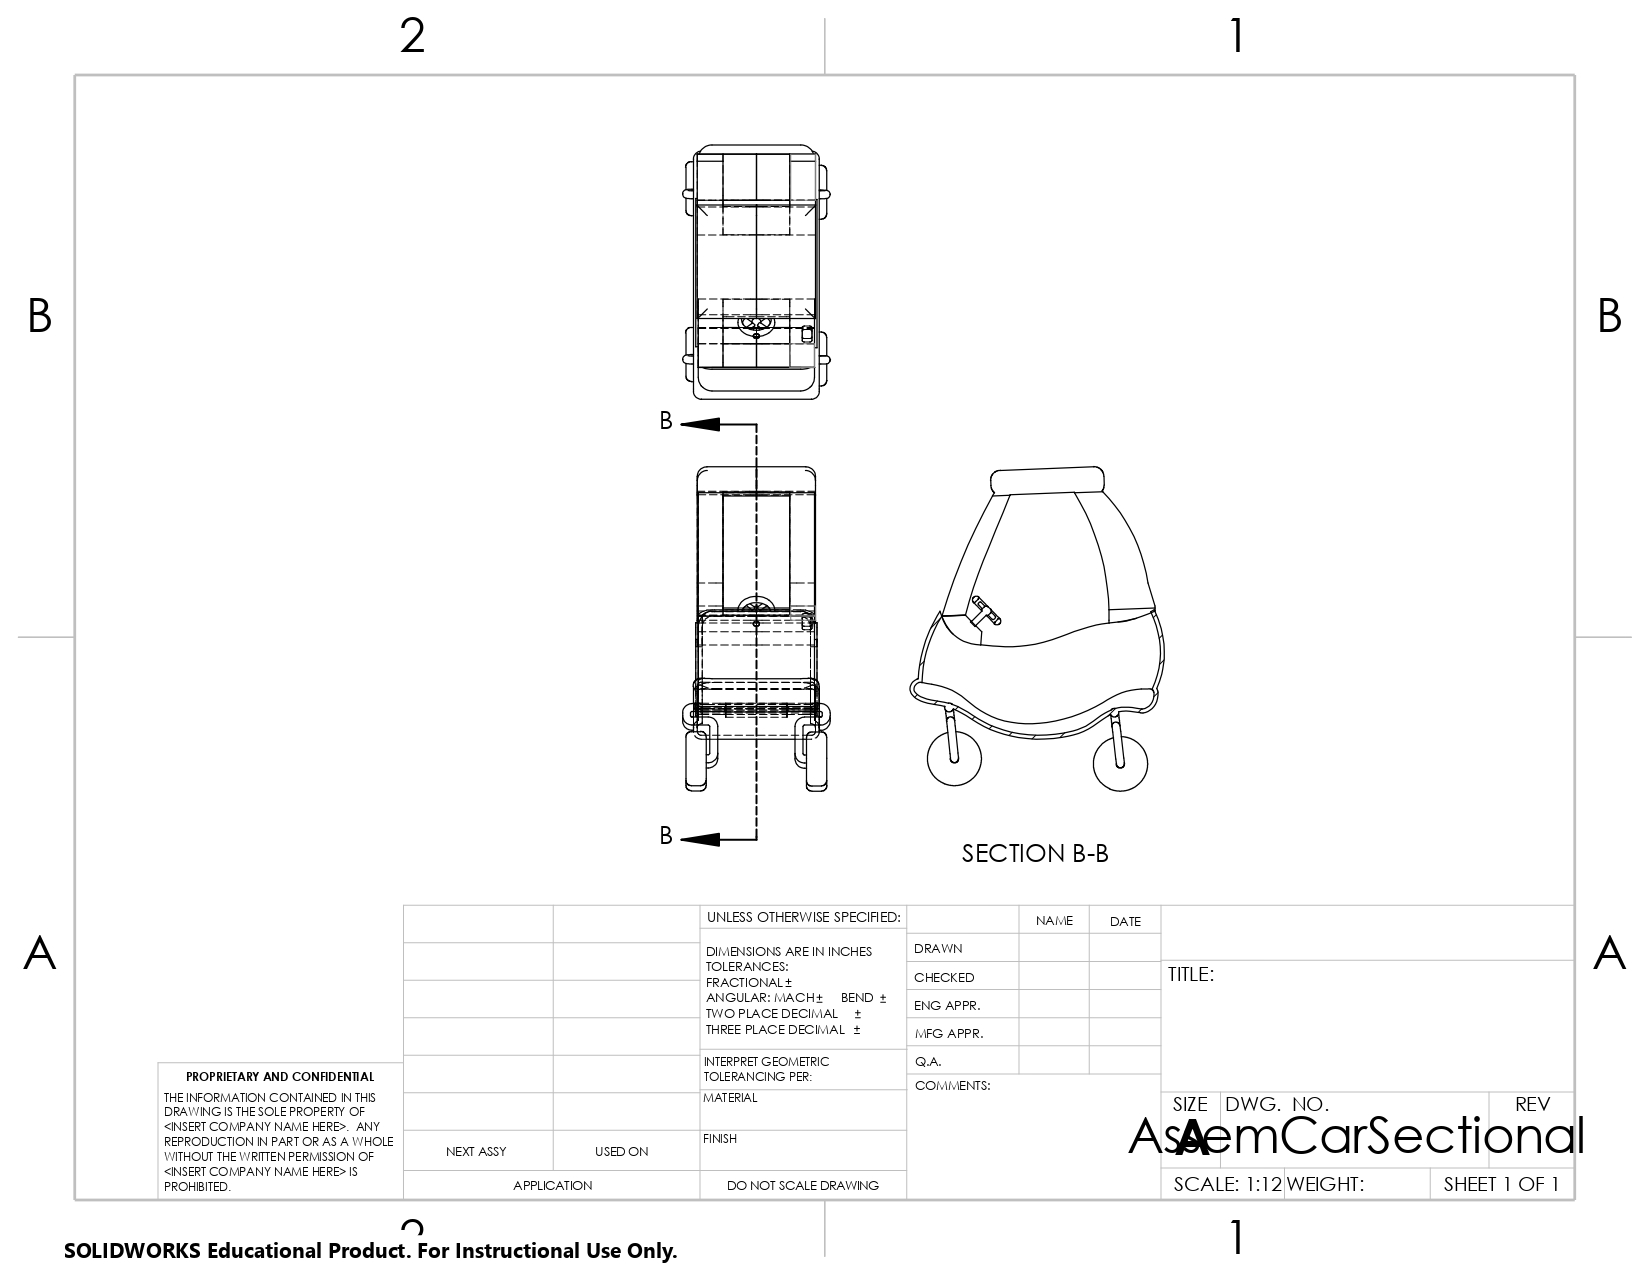 2 1
B B
B
B
SECTION B-B
A A
UNLESS OTHERWISE SPECIFIED:
DIMENSIONS ARE IN INCHES
TOLERANCES:
FRACTIONAL ±
ANGULAR: MACH ± BEND ±
TWO PLACE DECIMAL ±
THREE PLACE DECIMAL ±
INTERPRET GEOMETRIC
TOLERANCING PER:
MATERIAL
FINISH
DO NOT SCALE DRAWING
NAME DATE
DRAWN
CHECKED
ENG APPR.
MFG APPR.
Q.A.
COMMENTS:
TITLE:
SIZE DWG. NO. REV
A
AssemCarSectional
SCALE: 1:12 WEIGHT: SHEET 1 OF 1
PROPRIETARY AND CONFIDENTIAL
THE INFORMATION CONTAINED IN THIS
DRAWING IS THE SOLE PROPERTY OF
<INSERT COMPANY NAME HERE>. ANY
REPRODUCTION IN PART OR AS A WHOLE
WITHOUT THE WRITTEN PERMISSION OF
<INSERT COMPANY NAME HERE> IS
PROHIBITED.
NEXT ASSY USED ON
APPLICATION
2 1
SOLIDWORKS Educational Product. For Instructional Use Only.